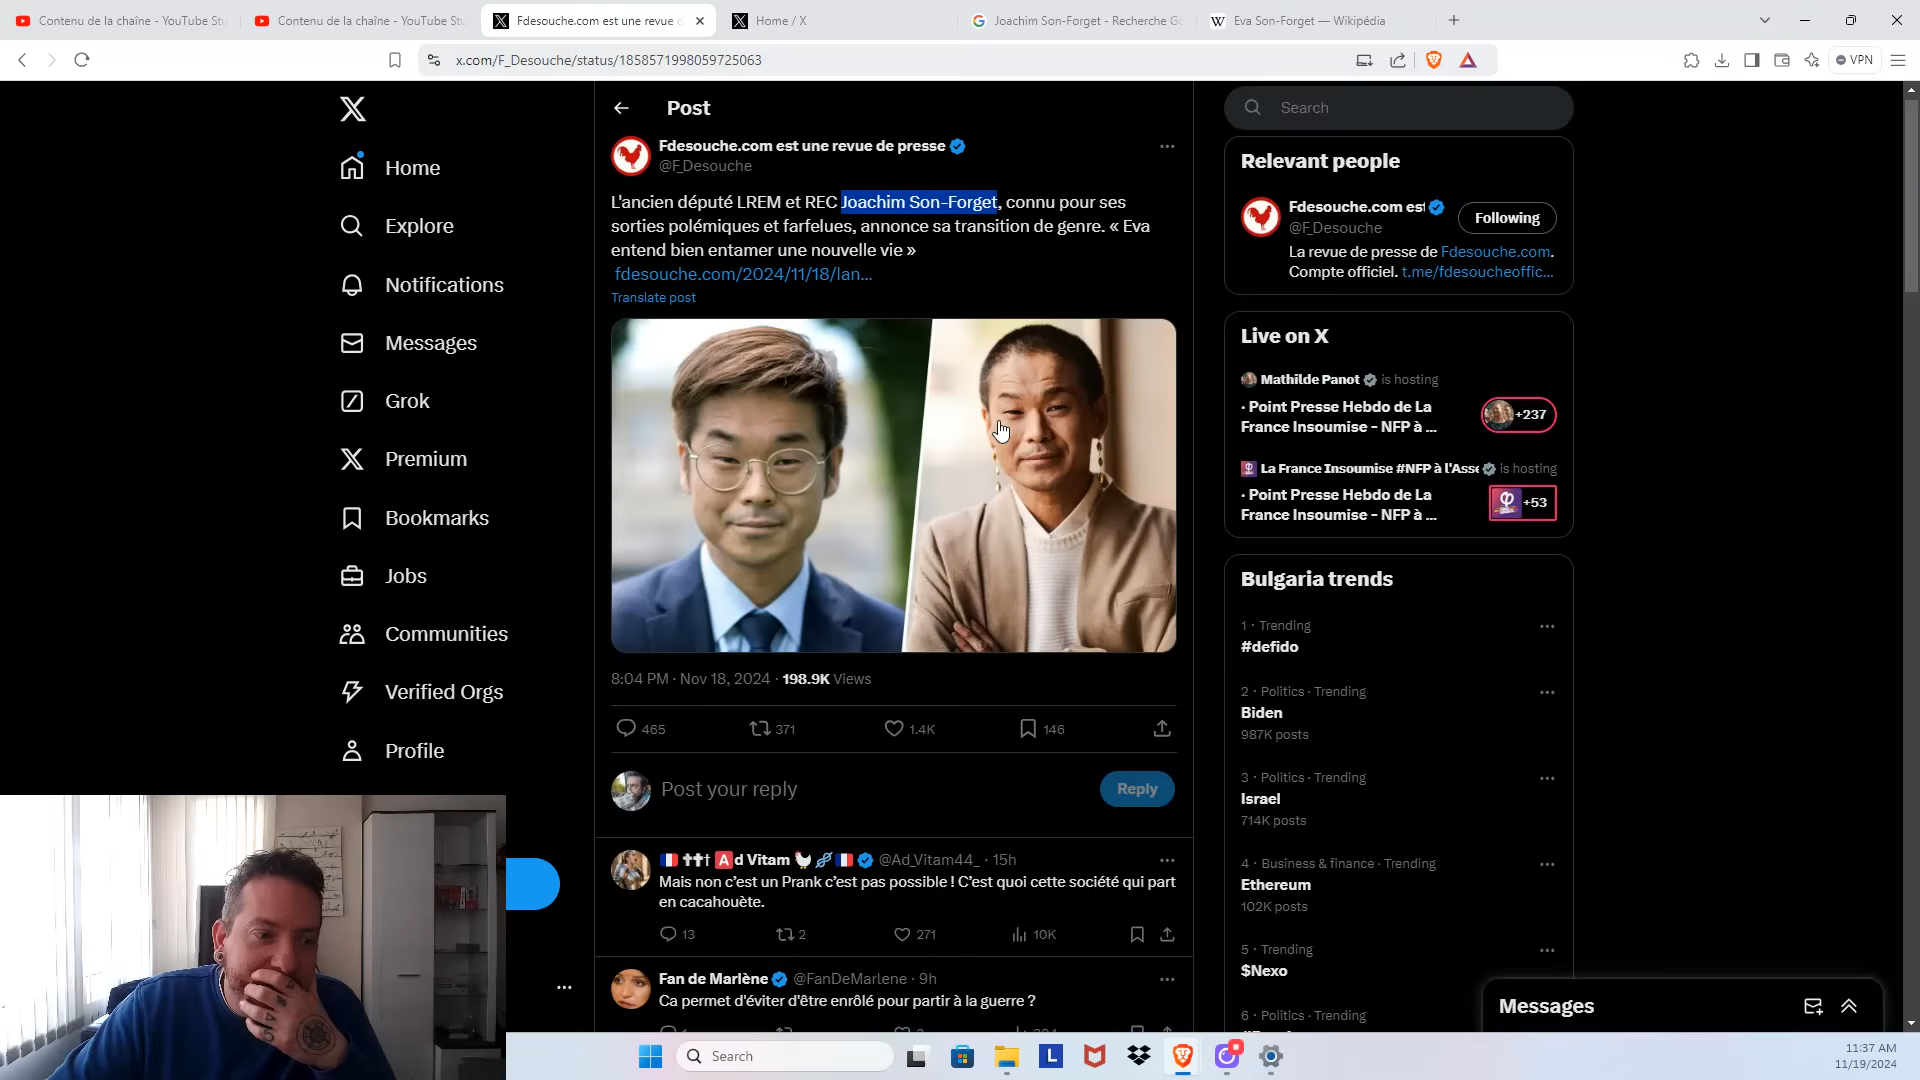 Contenu de la chaîne - YouTube Stu
Contenu de la chaîne - YouTube Stu
Fdesouche.com est une revue d
Home / X
Joachim Son-Forget - Recherche Go
Eva Son-Forget — Wikipédia
x.com/F_Desouche/status/1858571998059725063
VPN
Home
Explore
Notifications
Messages
Grok
Premium
Bookmarks
Jobs
Communities
Verified Orgs
Profile
Post
Fdesouche.com est une revue de presse
@F_Desouche
L'ancien député LREM et REC Joachim Son-Forget, connu pour ses
sorties polémiques et farfelues, annonce sa transition de genre. « Eva
entend bien entamer une nouvelle vie »
fdesouche.com/2024/11/18/lan...
Translate post
8:04 PM · Nov 18, 2024 · 198.9K Views
465 371 1.4K 146
Post your reply
Reply
Ad Vitam @Ad_Vitam44_ · 15h
Mais non c’est un Prank c’est pas possible ! C’est quoi cette société qui part
en cacahouète.
13 2 271 10K
Fan de Marlène @FanDeMarlene · 9h
Ca permet d'éviter d'être enrôlé pour partir à la guerre ?
Search
Relevant people
Fdesouche.com est
@F_Desouche
Following
La revue de presse de Fdesouche.com.
Compte officiel. t.me/fdesoucheoffic...
Live on X
Mathilde Panot is hosting
· Point Presse Hebdo de La
France Insoumise - NFP à ...
+237
La France Insoumise #NFP à l'Asse is hosting
· Point Presse Hebdo de La
France Insoumise - NFP à ...
+53
Bulgaria trends
1 · Trending
#defido
2 · Politics · Trending
Biden
987K posts
3 · Politics · Trending
Israel
714K posts
4 · Business & finance · Trending
Ethereum
102K posts
5 · Trending
$Nexo
6 · Politics · Trending
Messages
Search
11:37 AM
11/19/2024